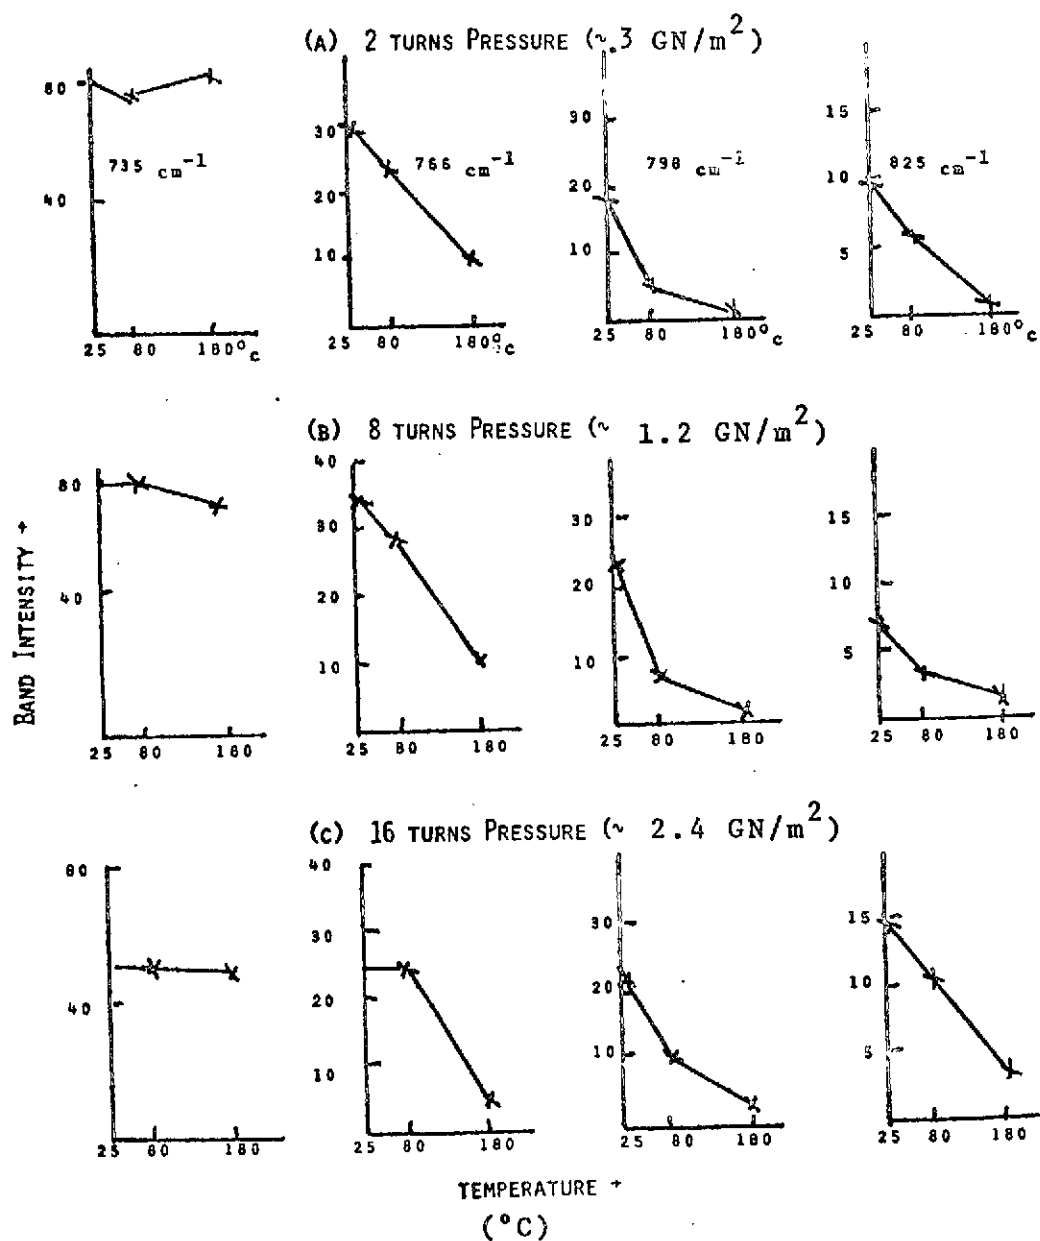 (A) 2 TURNS PRESSURE (~.3 GN/m2)
80
40
735 cm-1
25 80 180°C
30
20
10
766 cm-1
25 80 180°C
30
20
10
798 cm-1
25 80 180°C
15
10
5
825 cm-1
25 80 180°C
(B) 8 TURNS PRESSURE (~ 1.2 GN/m2)
BAND INTENSITY →
80
40
25 80 180
40
30
20
10
25 80 180
30
20
10
25 80 180
15
10
5
25 80 180
(C) 16 TURNS PRESSURE (~ 2.4 GN/m2)
80
40
25 80 180
40
30
20
10
25 80 180
30
20
10
25 80 180
15
10
5
25 80 180
TEMPERATURE →
(°C)